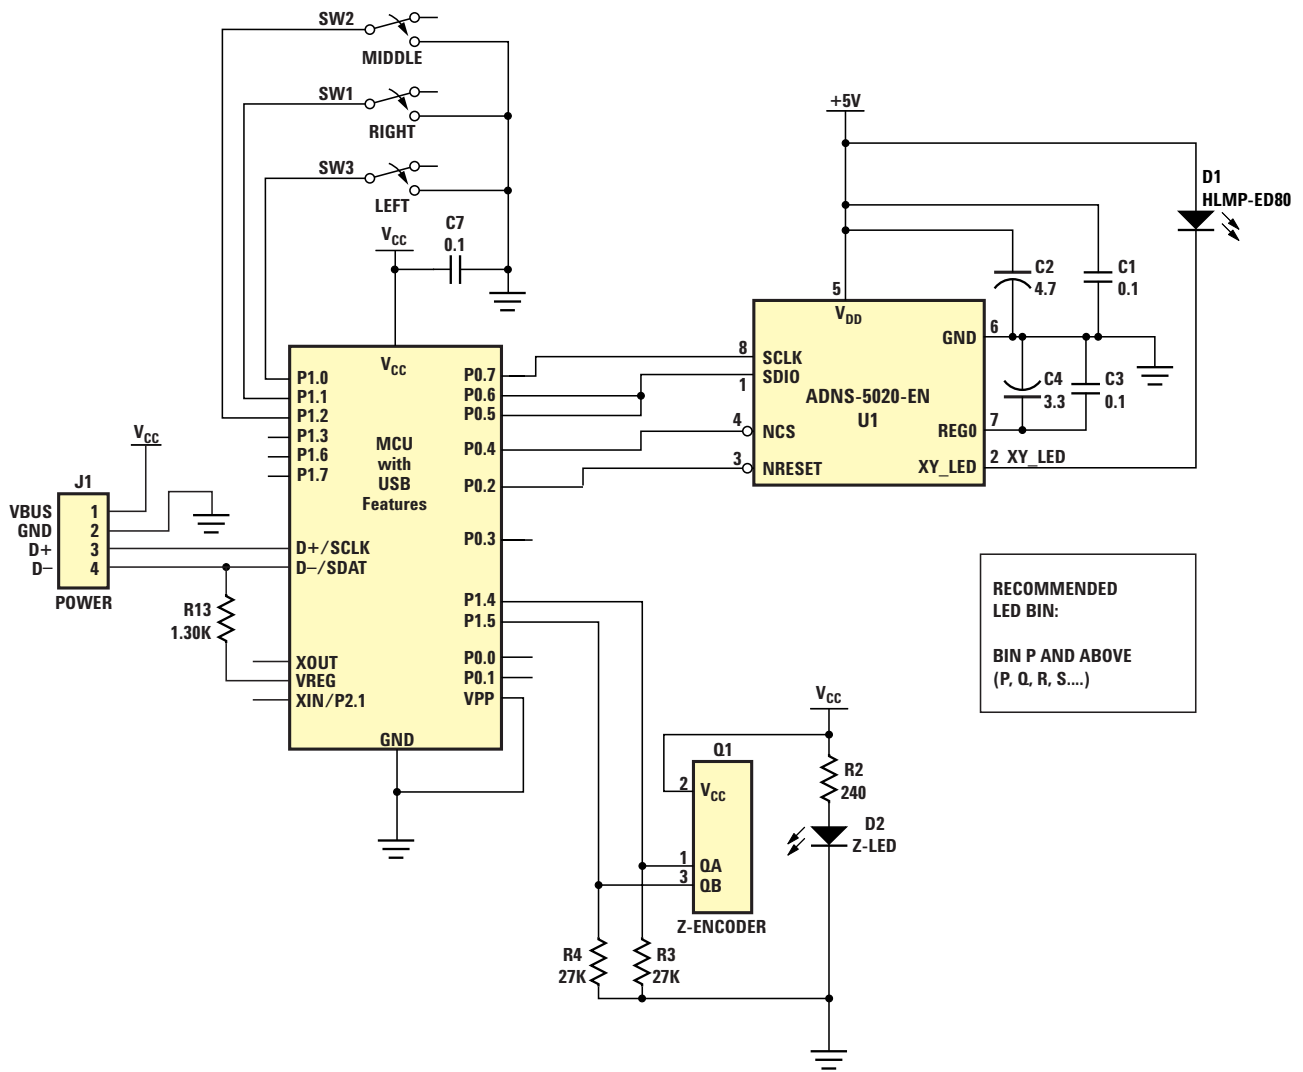 SW2
MIDDLE
SW1
RIGHT
SW3
LEFT
C7
0.1
VCC
VCC
P1.0
P1.1
P1.2
P1.3
P1.6
P1.7
MCU
with
USB
Features
P0.7
P0.6
P0.5
P0.4
P0.2
P0.3
P1.4
P1.5
P0.0
P0.1
VPP
D+/SCLK
D−/SDAT
XOUT
VREG
XIN/P2.1
GND
VCC
J1
VBUS 1
GND 2
D+ 3
D− 4
POWER
R13
1.30K
+5V
D1
HLMP-ED80
C2
4.7
C1
0.1
5
VDD
8 SCLK
1 SDIO
4 NCS
3 NRESET
ADNS-5020-EN
U1
GND 6
REG0 7
XY_LED 2 XY_LED
C4
3.3
C3
0.1
RECOMMENDED
LED BIN:
BIN P AND ABOVE
(P, Q, R, S....)
VCC
Q1
2 VCC
1 QA
3 QB
Z-ENCODER
R2
240
D2
Z-LED
R4
27K
R3
27K